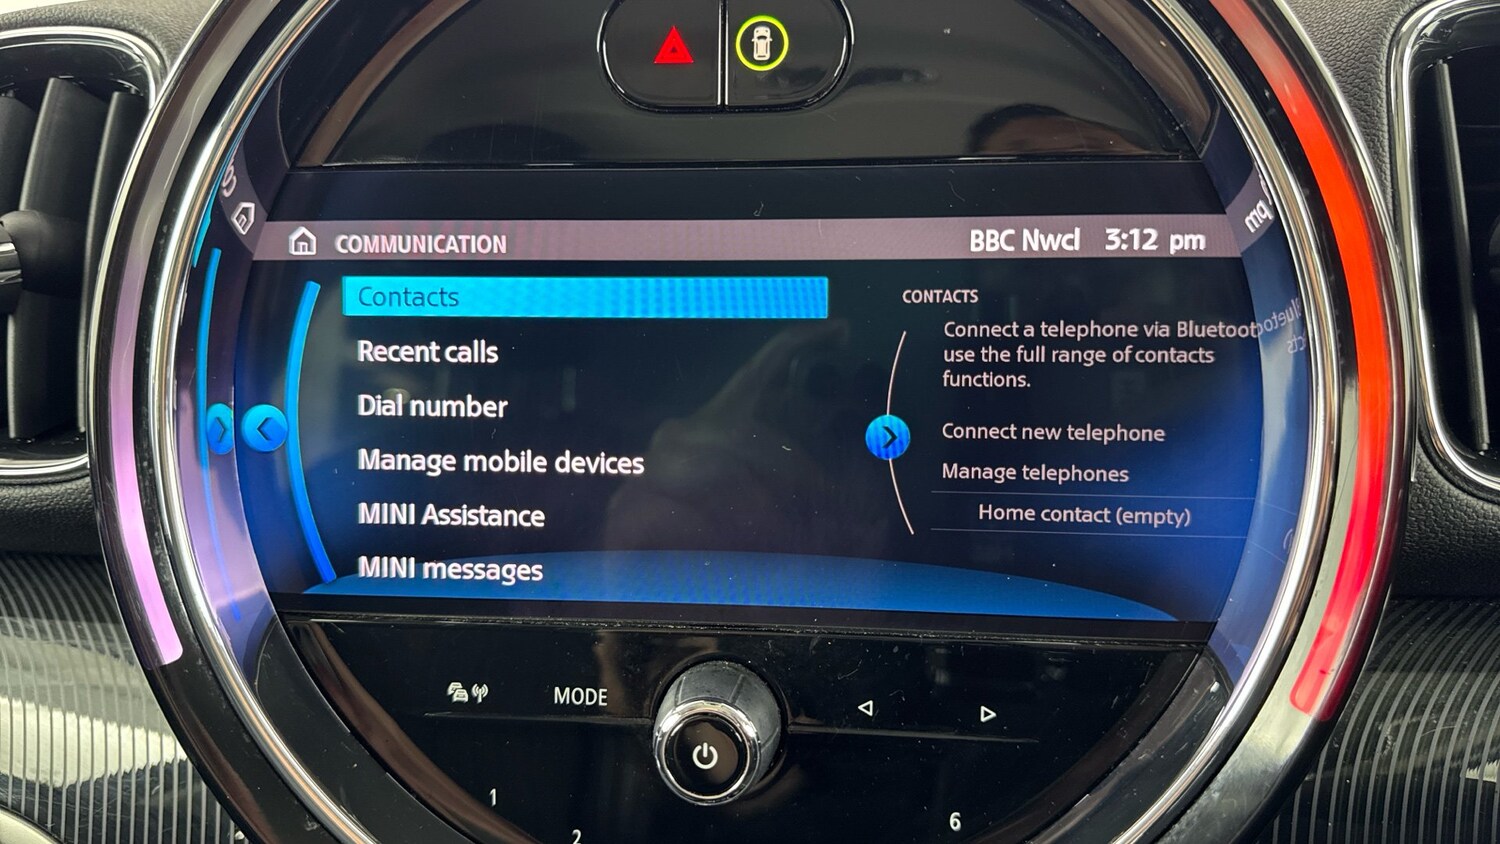 COMMUNICATION
BBC Nwcl 3:12 pm
Contacts
Recent calls
Dial number
Manage mobile devices
MINI Assistance
MINI messages
CONTACTS
Connect a telephone via Bluetoot
use the full range of contacts
functions.
Connect new telephone
Manage telephones
Home contact (empty)
MODE
1
2
6